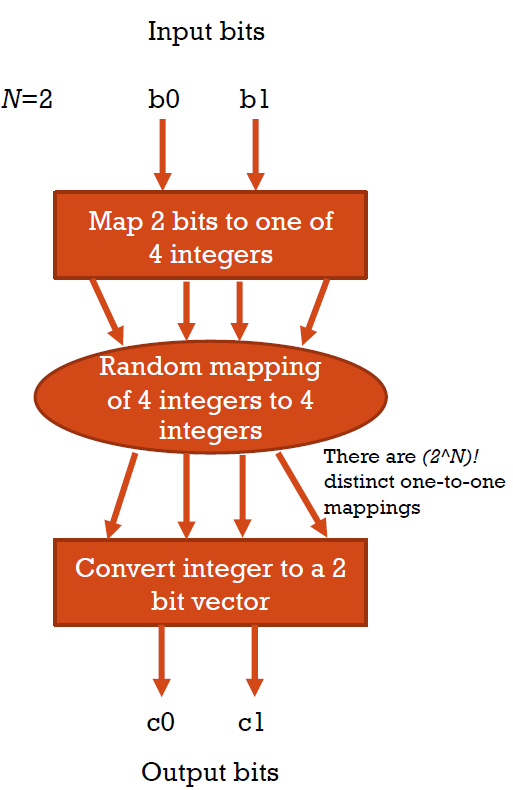 Input bits
N=2 b0 b1
Map 2 bits to one of
4 integers
Random mapping
of 4 integers to 4
integers
There are (2^N)!
distinct one-to-one
mappings
Convert integer to a 2
bit vector
c0 c1
Output bits